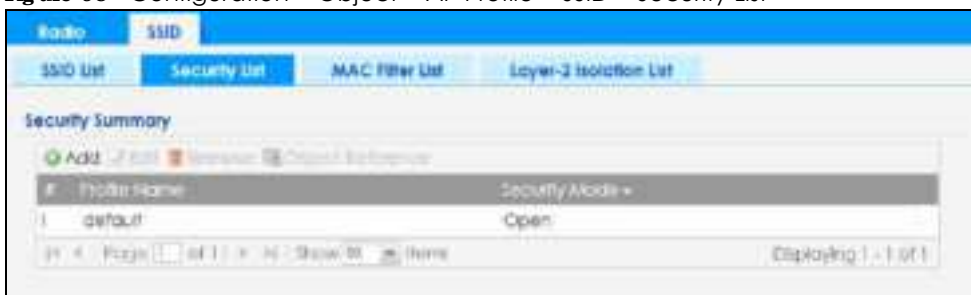 Configuration > Object > AP Profile > SSID > Security List
Radio SSID
SSID List Security List MAC Filter List Layer-2 Isolation List
Security Summary
Add Edit Remove Object Reference
# Profile Name Security Mode
1 default Open
Page 1 of 1 Show 50 items Displaying 1 - 1 of 1